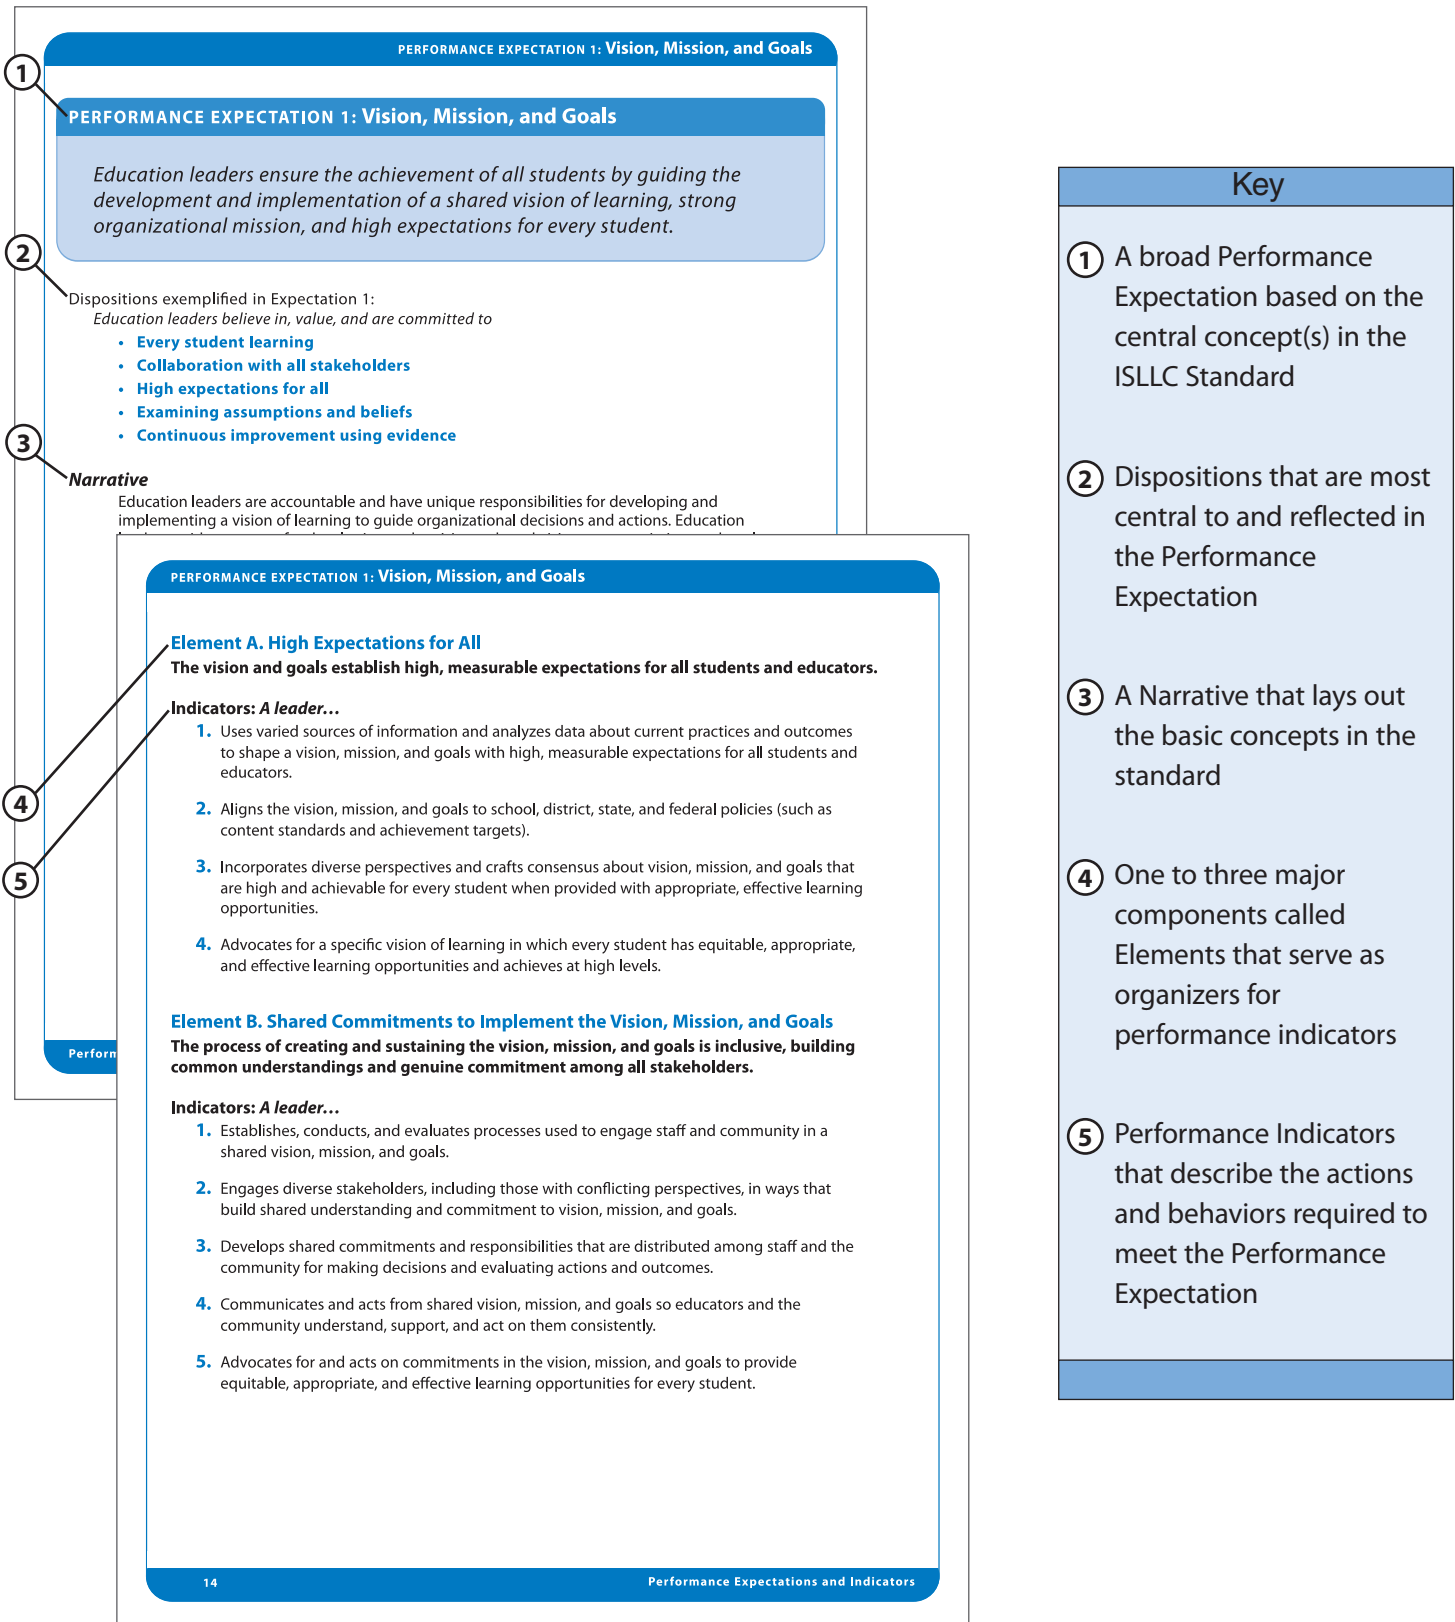 PERFORMANCE EXPECTATION 1: Vision, Mission, and Goals
1
PERFORMANCE EXPECTATION 1: Vision, Mission, and Goals
Education leaders ensure the achievement of all students by guiding the
development and implementation of a shared vision of learning, strong
organizational mission, and high expectations for every student.
2
Dispositions exemplified in Expectation 1:
Education leaders believe in, value, and are committed to
• Every student learning
• Collaboration with all stakeholders
• High expectations for all
• Examining assumptions and beliefs
• Continuous improvement using evidence
3
Narrative
Education leaders are accountable and have unique responsibilities for developing and
implementing a vision of learning to guide organizational decisions and actions. Education
Perform
PERFORMANCE EXPECTATION 1: Vision, Mission, and Goals
4
Element A. High Expectations for All
The vision and goals establish high, measurable expectations for all students and educators.
5
Indicators: A leader…
1. Uses varied sources of information and analyzes data about current practices and outcomes
to shape a vision, mission, and goals with high, measurable expectations for all students and
educators.
2. Aligns the vision, mission, and goals to school, district, state, and federal policies (such as
content standards and achievement targets).
3. Incorporates diverse perspectives and crafts consensus about vision, mission, and goals that
are high and achievable for every student when provided with appropriate, effective learning
opportunities.
4. Advocates for a specific vision of learning in which every student has equitable, appropriate,
and effective learning opportunities and achieves at high levels.
Element B. Shared Commitments to Implement the Vision, Mission, and Goals
The process of creating and sustaining the vision, mission, and goals is inclusive, building
common understandings and genuine commitment among all stakeholders.
Indicators: A leader…
1. Establishes, conducts, and evaluates processes used to engage staff and community in a
shared vision, mission, and goals.
2. Engages diverse stakeholders, including those with conflicting perspectives, in ways that
build shared understanding and commitment to vision, mission, and goals.
3. Develops shared commitments and responsibilities that are distributed among staff and the
community for making decisions and evaluating actions and outcomes.
4. Communicates and acts from shared vision, mission, and goals so educators and the
community understand, support, and act on them consistently.
5. Advocates for and acts on commitments in the vision, mission, and goals to provide
equitable, appropriate, and effective learning opportunities for every student.
14
Performance Expectations and Indicators
Key
1 A broad Performance
Expectation based on the
central concept(s) in the
ISLLC Standard
2 Dispositions that are most
central to and reflected in
the Performance
Expectation
3 A Narrative that lays out
the basic concepts in the
standard
4 One to three major
components called
Elements that serve as
organizers for
performance indicators
5 Performance Indicators
that describe the actions
and behaviors required to
meet the Performance
Expectation